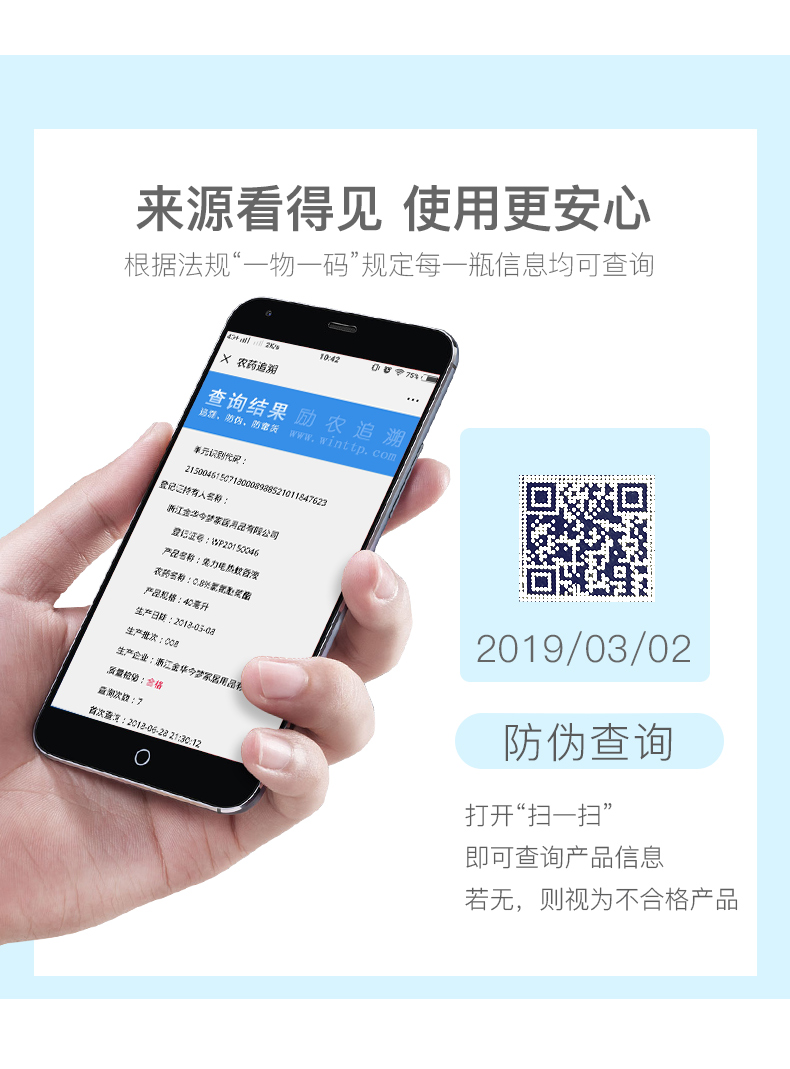 来源看得见 使用更安心
根据法规“一物一码”规定每一瓶信息均可查询
10:42
75%
农药追溯
查询结果
追溯、防伪、防窜货
励农追溯
www.winttp.com
单元识别代码：
21500461507180008988521011847623
登记证持有人名称：
浙江金华今梦家居用品有限公司
登记证号：WP20150046
产品名称：兔力电热蚊香液
农药名称：0.8%氯氟醚菊酯
产品规格：40毫升
生产日期：2018-05-08
生产批次：008
生产企业：浙江金华今梦家居用品有
质量检验：合格
查询次数：7
首次查询：2018-06-28 21:30:12
2019/03/02
防伪查询
打开“扫一扫”
即可查询产品信息
若无，则视为不合格产品